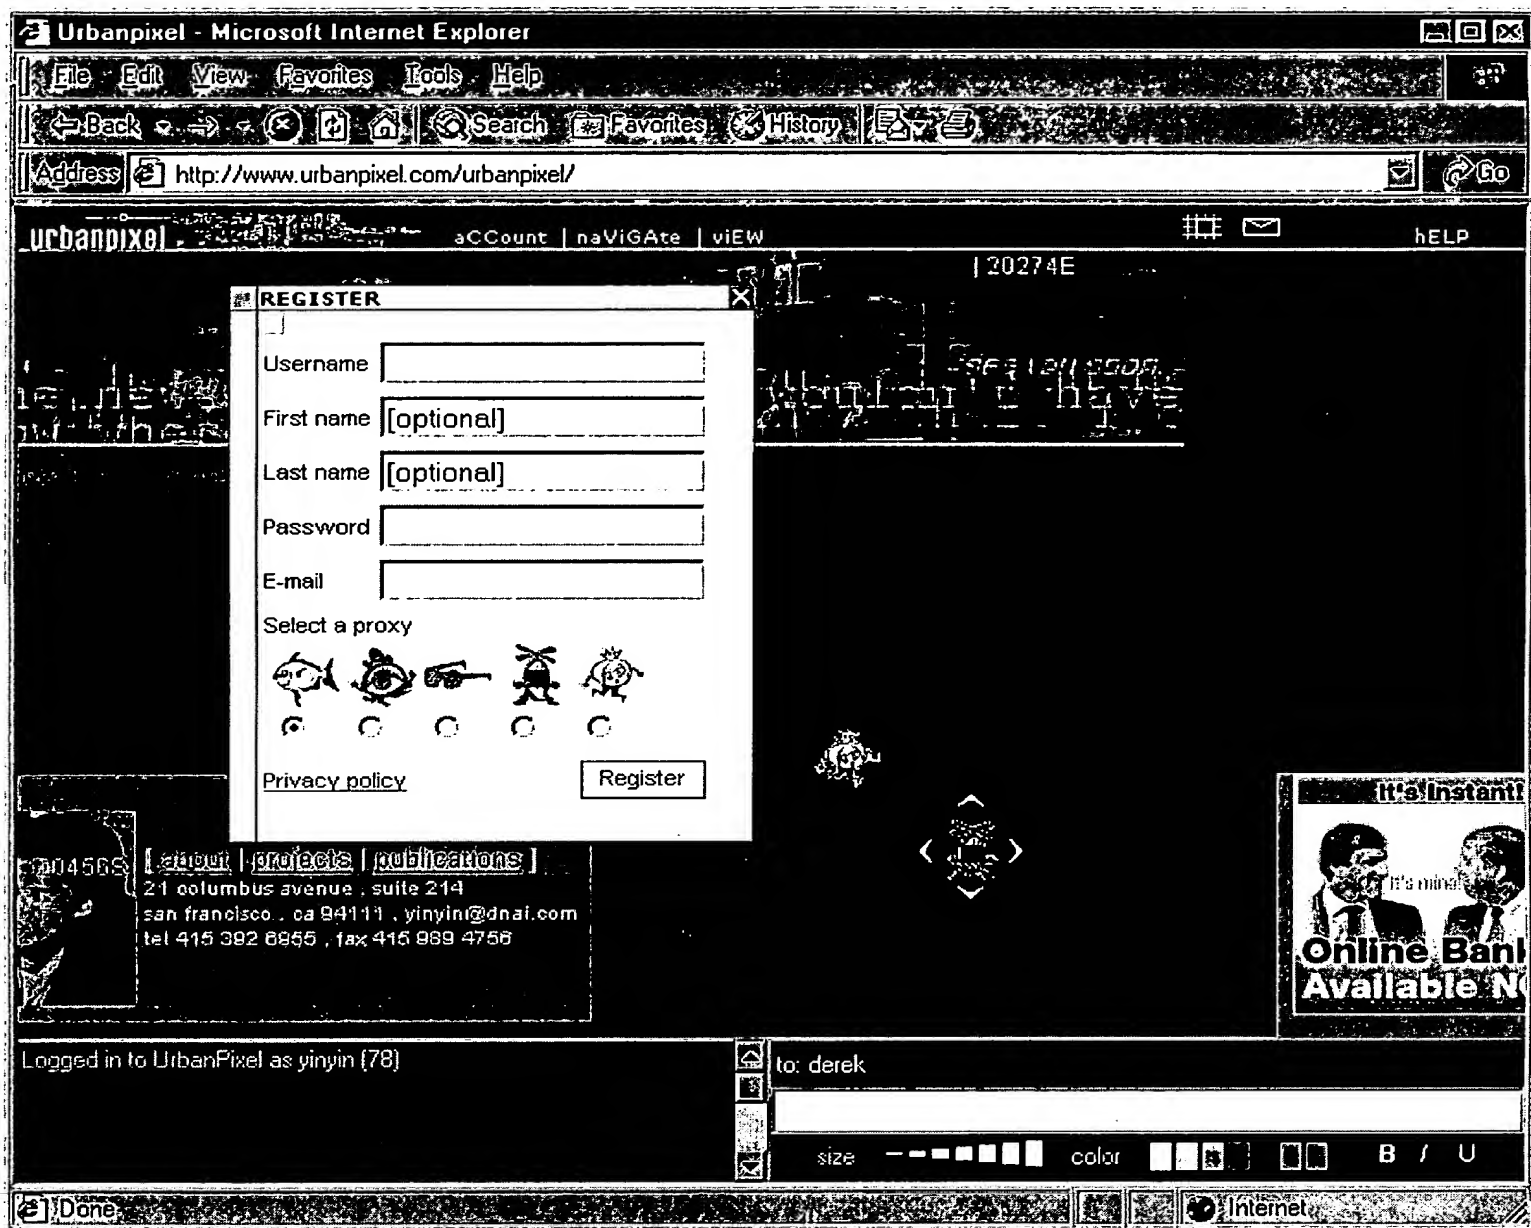 Urbanpixel - Microsoft Internet Explorer
File Edit View Favorites Tools Help
Back Search Favorites History
Address http://www.urbanpixel.com/urbanpixel/ Go
urbanpixel aCCount | naViGAte | viEW hELP
| 20274E
REGISTER
Username
First name [optional]
Last name [optional]
Password
E-mail
Select a proxy
Privacy policy Register
[ about | projects | publications ]
21 columbus avenue , suite 214
san francisco , ca 94111 , yinyini@dnai.com
tel 415 392 6955 , fax 415 989 4756
It's Instant!
It's mine!
Online Bank
Available N
Logged in to UrbanPixel as yinyin (78)
to: derek
size color B I U
Done Internet